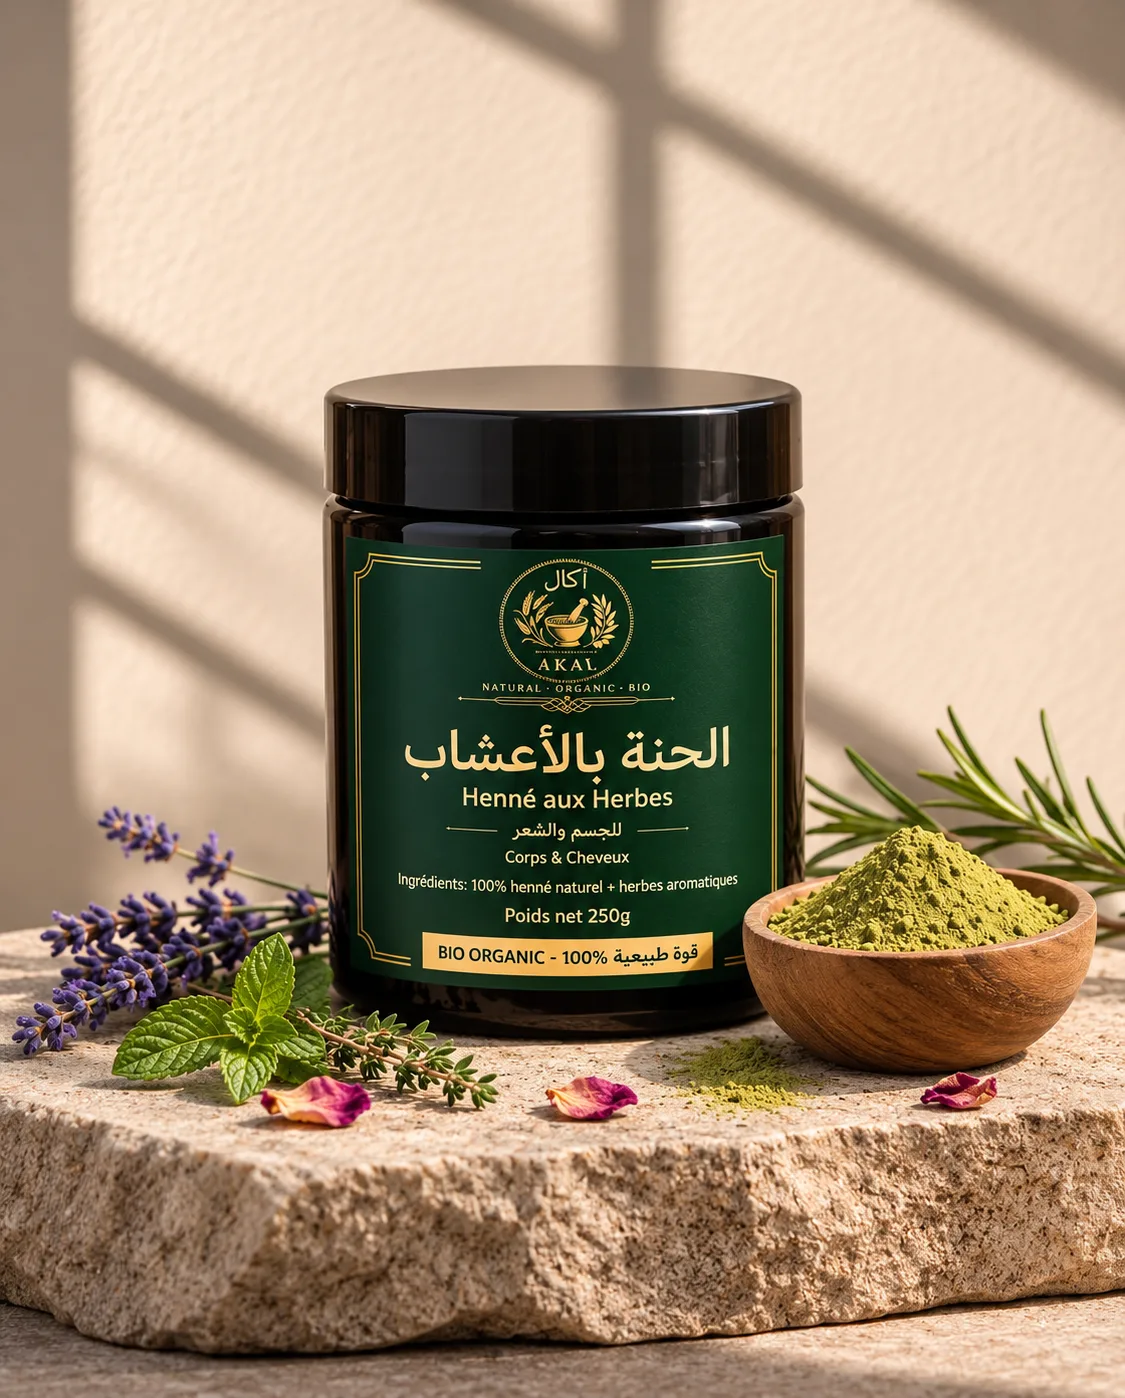 أكال
AKAL
NATURAL · ORGANIC · BIO
الحنة بالأعشاب
Henné aux Herbes
للجسم والشعر
Corps & Cheveux
Ingrédients: 100% henné naturel + herbes aromatiques
Poids net 250g
BIO ORGANIC - 100% قوة طبيعية